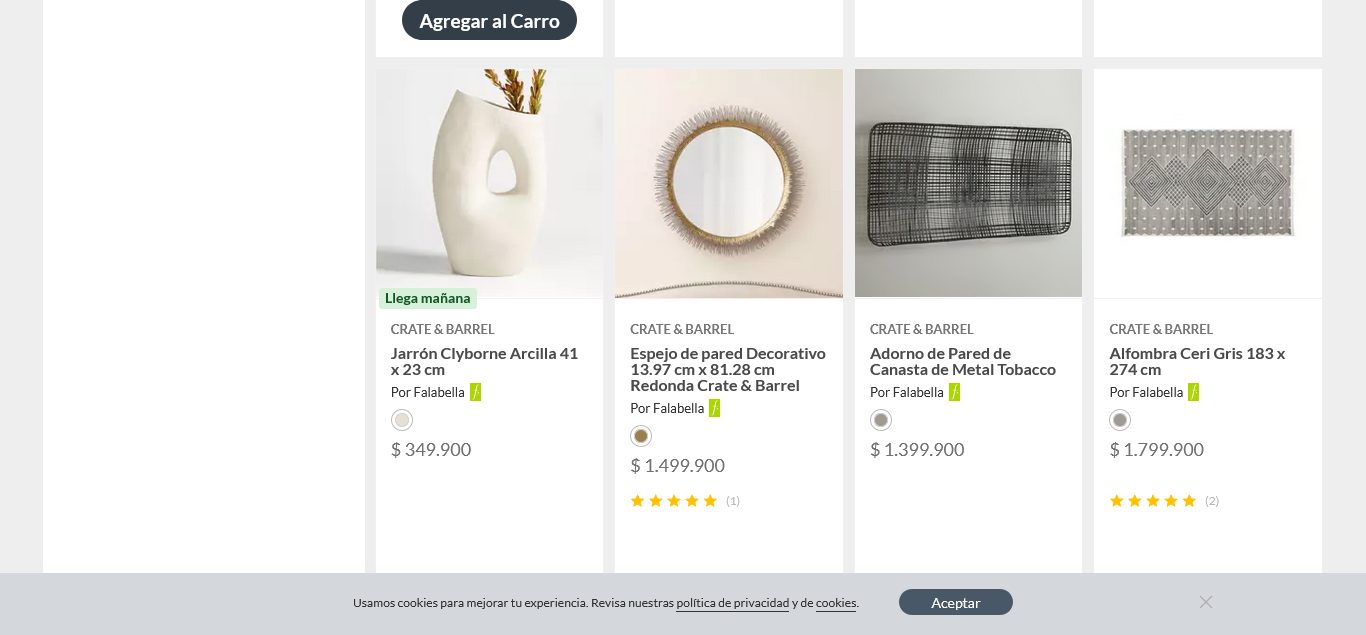 Agregar al Carro
Llega mañana
CRATE & BARREL
Jarrón Clyborne Arcilla 41
x 23 cm
Por Falabella
$ 349.900
CRATE & BARREL
Espejo de pared Decorativo
13.97 cm x 81.28 cm
Redonda Crate & Barrel
Por Falabella
$ 1.499.900
(1)
CRATE & BARREL
Adorno de Pared de
Canasta de Metal Tobacco
Por Falabella
$ 1.399.900
CRATE & BARREL
Alfombra Ceri Gris 183 x
274 cm
Por Falabella
$ 1.799.900
(2)
Usamos cookies para mejorar tu experiencia. Revisa nuestras política de privacidad y de cookies.
Aceptar